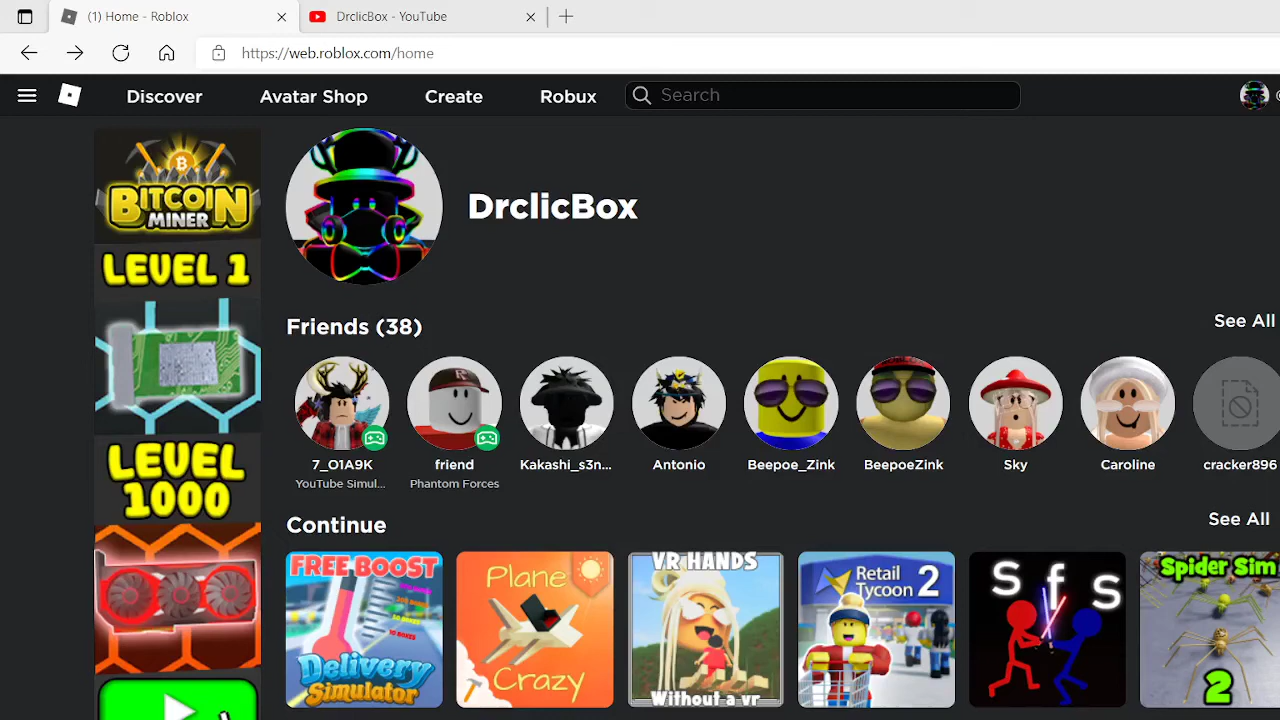 (1) Home - Roblox
DrclicBox - YouTube
https://web.roblox.com/home
Discover
Avatar Shop
Create
Robux
Search
BITCOIN
MINER
LEVEL 1
LEVEL
1000
DrclicBox
Friends (38)
See All
7_O1A9K
friend
Kakashi_s3n...
Antonio
Beepoe_Zink
BeepoeZink
Sky
Caroline
cracker896
YouTube Simul...
Phantom Forces
Continue
See All
FREE BOOST
Delivery
Simulator
Plane
Crazy
VR HANDS
Without a vr
Retail
Tycoon 2
S f s
Spider Sim
2